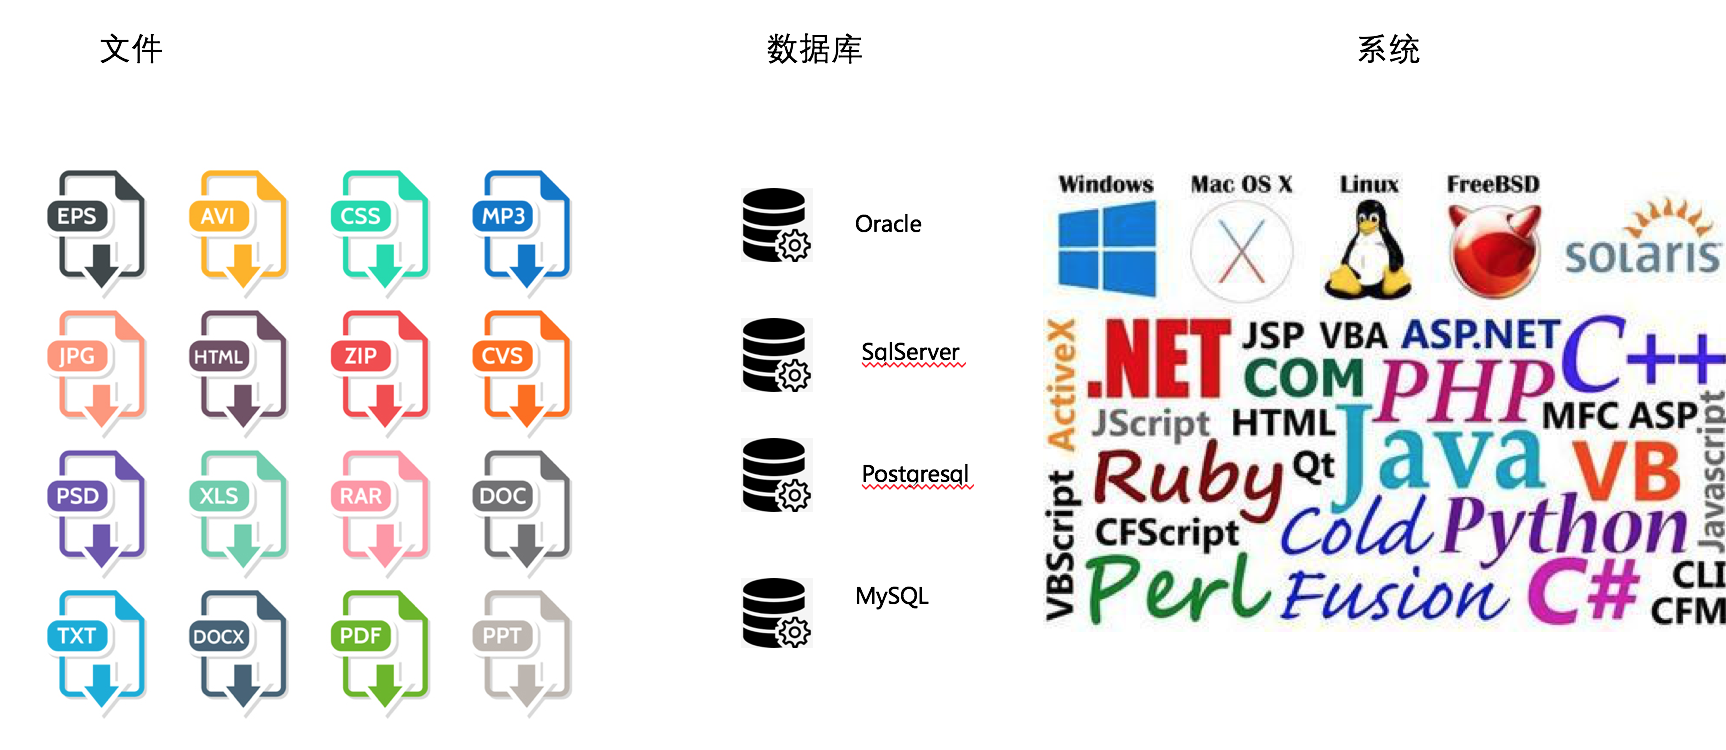 文件
数据库
系统
EPS
AVI
CSS
MP3
JPG
HTML
ZIP
CVS
PSD
XLS
RAR
DOC
TXT
DOCX
PDF
PPT
Oracle
SqlServer
Postgresql
MySQL
Windows
Mac OS X
Linux
FreeBSD
SOLARIS
ActiveX
.NET
JSP
VBA
ASP.NET
C++
COM
PHP
JScript
HTML
Java
MFC
ASP
Javascript
Ruby
Qt
VB
VBScript
CFScript
Cold
Fusion
Python
Perl
C#
CLI
CFM